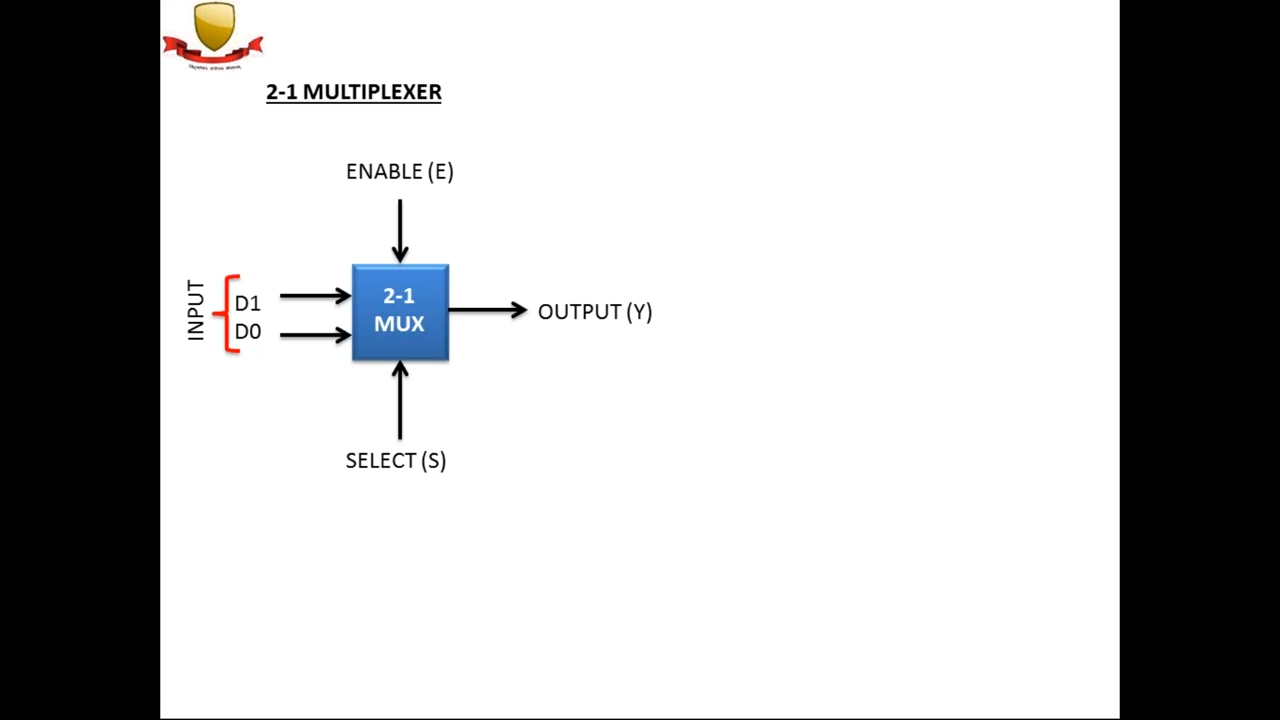 2-1 MULTIPLEXER
ENABLE (E)
INPUT
D1
D0
2-1
MUX
OUTPUT (Y)
SELECT (S)